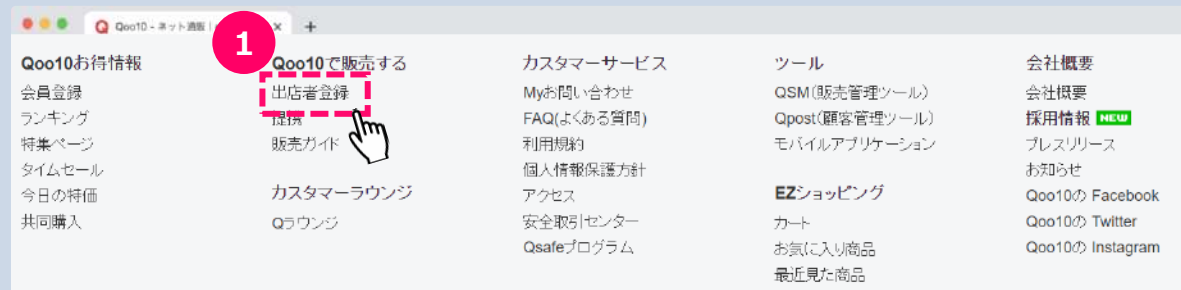 Qoo10 - ネット通販 |
1
Qoo10お得情報
会員登録
ランキング
特集ページ
タイムセール
今日の特価
共同購入
Qoo10で販売する
出店者登録
提携
販売ガイド
カスタマーラウンジ
Qラウンジ
カスタマーサービス
Myお問い合わせ
FAQ(よくある質問)
利用規約
個人情報保護方針
アクセス
安全取引センター
Qsafeプログラム
ツール
QSM(販売管理ツール)
Qpost(顧客管理ツール)
モバイルアプリケーション
EZショッピング
カート
お気に入り商品
最近見た商品
会社概要
会社概要
採用情報 NEW
プレスリリース
お知らせ
Qoo10の Facebook
Qoo10の Twitter
Qoo10の Instagram